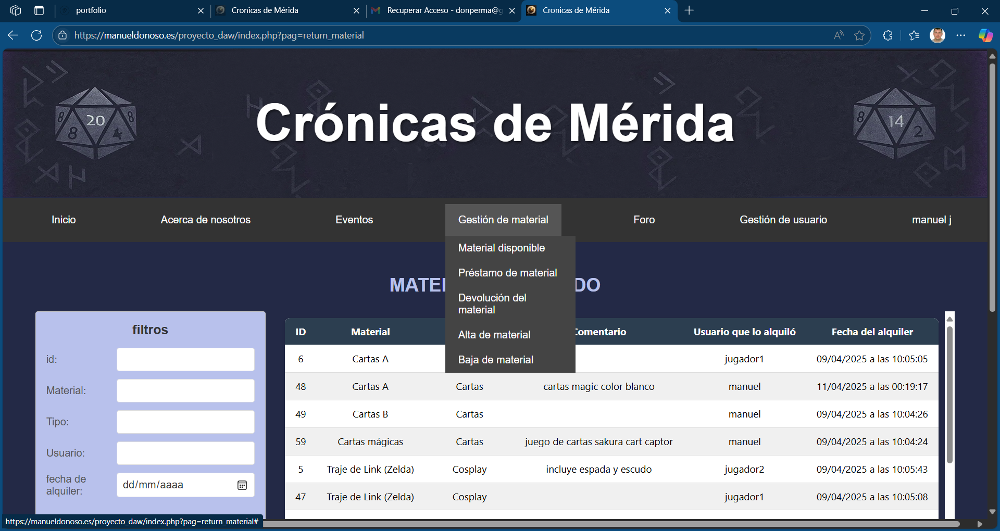 portfolio
Cronicas de Mérida
Recuperar Acceso - donperma@g
Cronicas de Mérida
https://manueldonoso.es/proyecto_daw/index.php?pag=return_material
20
8
8
8
4
Crónicas de Mérida
8
14
2
Inicio
Acerca de nosotros
Eventos
Gestión de material
Foro
Gestión de usuario
manuel j
Material disponible
Préstamo de material
Devolución del
material
Alta de material
Baja de material
MATE
DO
filtros
id:
Material:
Tipo:
Usuario:
fecha de
alquiler:
dd/mm/aaaa
ID Material Comentario Usuario que lo alquiló Fecha del alquiler
6 Cartas A jugador1 09/04/2025 a las 10:05:05
48 Cartas A Cartas cartas magic color blanco manuel 11/04/2025 a las 00:19:17
49 Cartas B Cartas manuel 09/04/2025 a las 10:04:26
59 Cartas mágicas Cartas juego de cartas sakura cart captor manuel 09/04/2025 a las 10:04:24
5 Traje de Link (Zelda) Cosplay incluye espada y escudo jugador2 09/04/2025 a las 10:05:43
47 Traje de Link (Zelda) Cosplay jugador1 09/04/2025 a las 10:05:08
https://manueldonoso.es/proyecto_daw/index.php?pag=return_material#